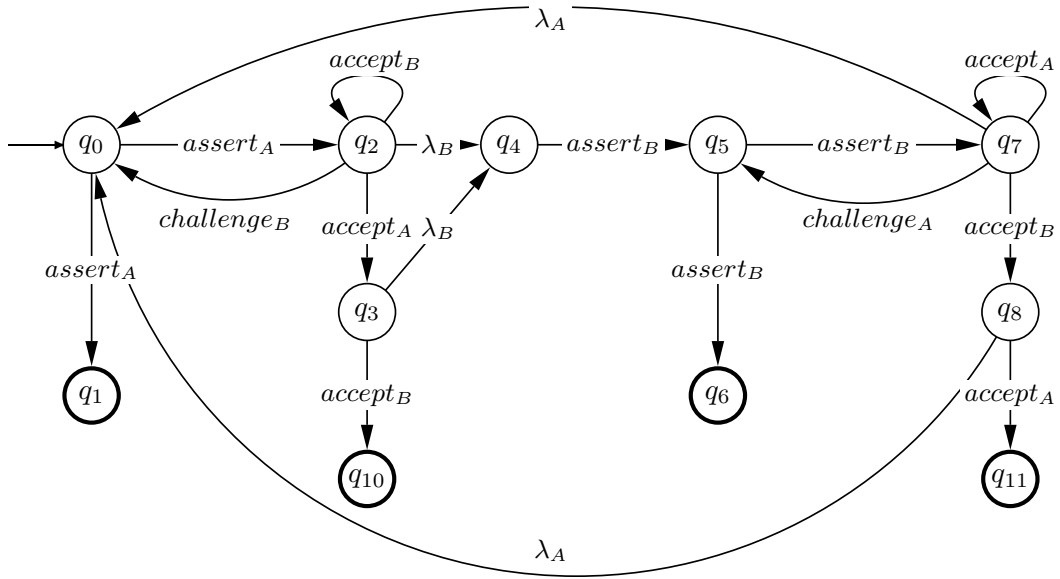 λ_A
accept_B accept_A
q_0 assert_A q_2 λ_B q_4 assert_B q_5 assert_B q_7
challenge_B accept_A λ_B challenge_A accept_B
assert_A assert_B
q_3 q_8
q_1 accept_B q_6 accept_A
q_10 q_11
λ_A